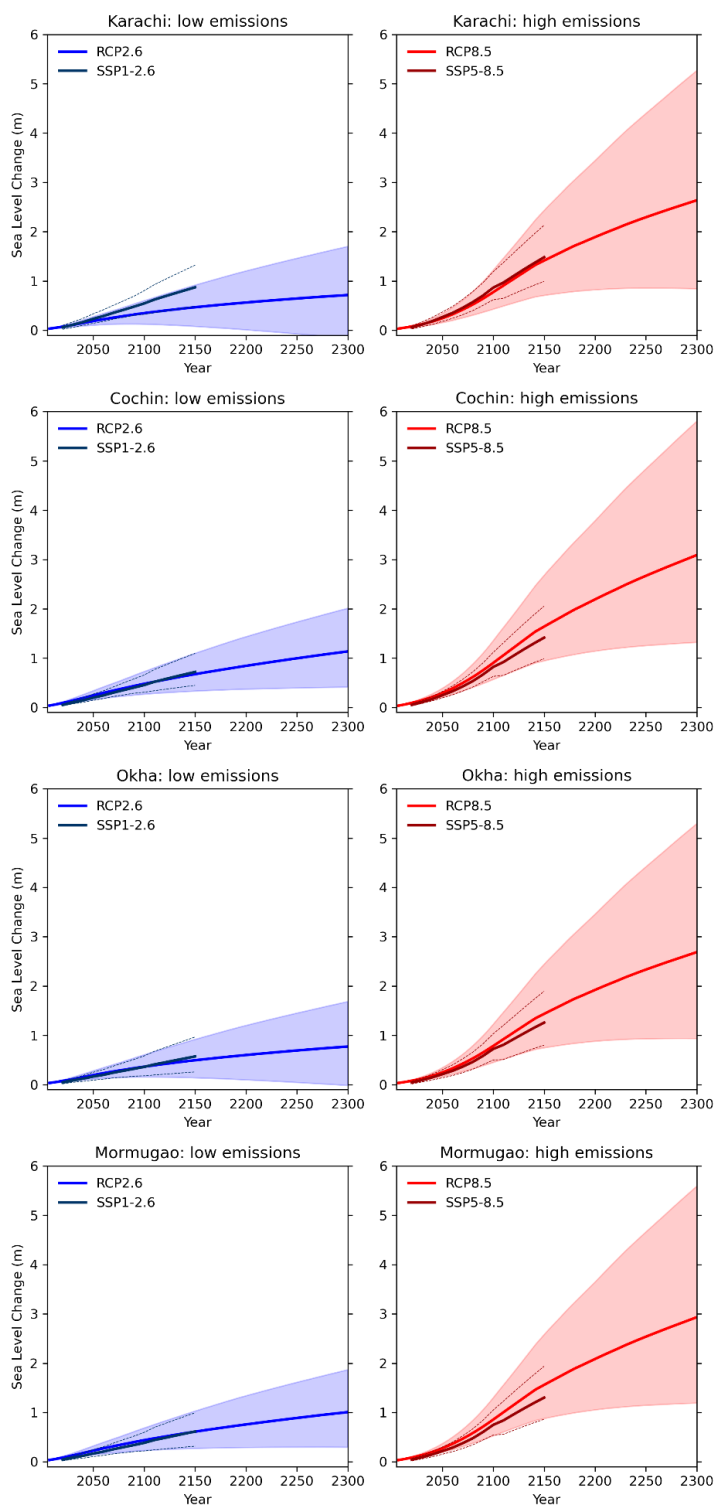 Karachi: low emissions
RCP2.6
SSP1-2.6
Sea Level Change (m)
6
5
4
3
2
1
0
2050 2100 2150 2200 2250 2300
Year
Karachi: high emissions
RCP8.5
SSP5-8.5
6
5
4
3
2
1
0
2050 2100 2150 2200 2250 2300
Year
Cochin: low emissions
RCP2.6
SSP1-2.6
Sea Level Change (m)
6
5
4
3
2
1
0
2050 2100 2150 2200 2250 2300
Year
Cochin: high emissions
RCP8.5
SSP5-8.5
6
5
4
3
2
1
0
2050 2100 2150 2200 2250 2300
Year
Okha: low emissions
RCP2.6
SSP1-2.6
Sea Level Change (m)
6
5
4
3
2
1
0
2050 2100 2150 2200 2250 2300
Year
Okha: high emissions
RCP8.5
SSP5-8.5
6
5
4
3
2
1
0
2050 2100 2150 2200 2250 2300
Year
Mormugao: low emissions
RCP2.6
SSP1-2.6
Sea Level Change (m)
6
5
4
3
2
1
0
2050 2100 2150 2200 2250 2300
Year
Mormugao: high emissions
RCP8.5
SSP5-8.5
6
5
4
3
2
1
0
2050 2100 2150 2200 2250 2300
Year